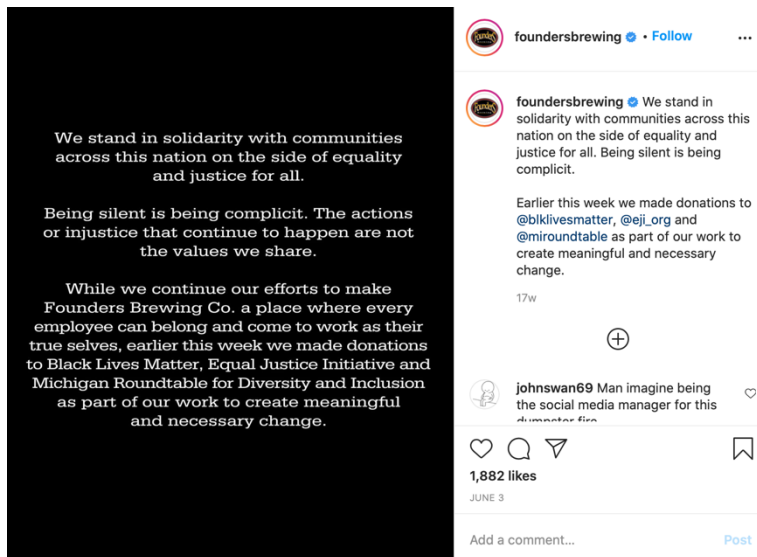 We stand in solidarity with communities
across this nation on the side of equality
and justice for all.
Being silent is being complicit. The actions
or injustice that continue to happen are not
the values we share.
While we continue our efforts to make
Founders Brewing Co. a place where every
employee can belong and come to work as their
true selves, earlier this week we made donations
to Black Lives Matter, Equal Justice Initiative and
Michigan Roundtable for Diversity and Inclusion
as part of our work to create meaningful
and necessary change.
foundersbrewing • Follow
foundersbrewing We stand in
solidarity with communities across this
nation on the side of equality and
justice for all. Being silent is being
complicit.
Earlier this week we made donations to
@blklivesmatter, @eji_org and
@miroundtable as part of our work to
create meaningful and necessary
change.
17w
johnswan69 Man imagine being
the social media manager for this
dumpster fire
1,882 likes
JUNE 3
Add a comment...
Post